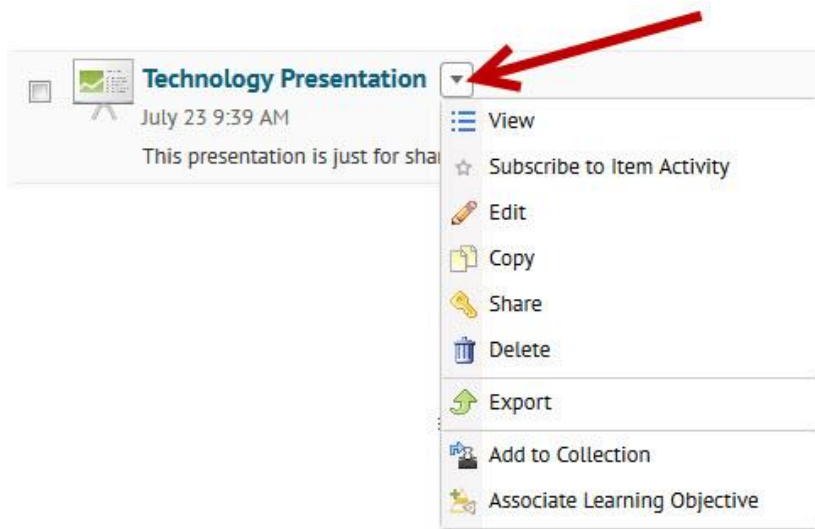 Technology Presentation
July 23 9:39 AM
This presentation is just for sha
View
Subscribe to Item Activity
Edit
Copy
Share
Delete
Export
Add to Collection
Associate Learning Objective